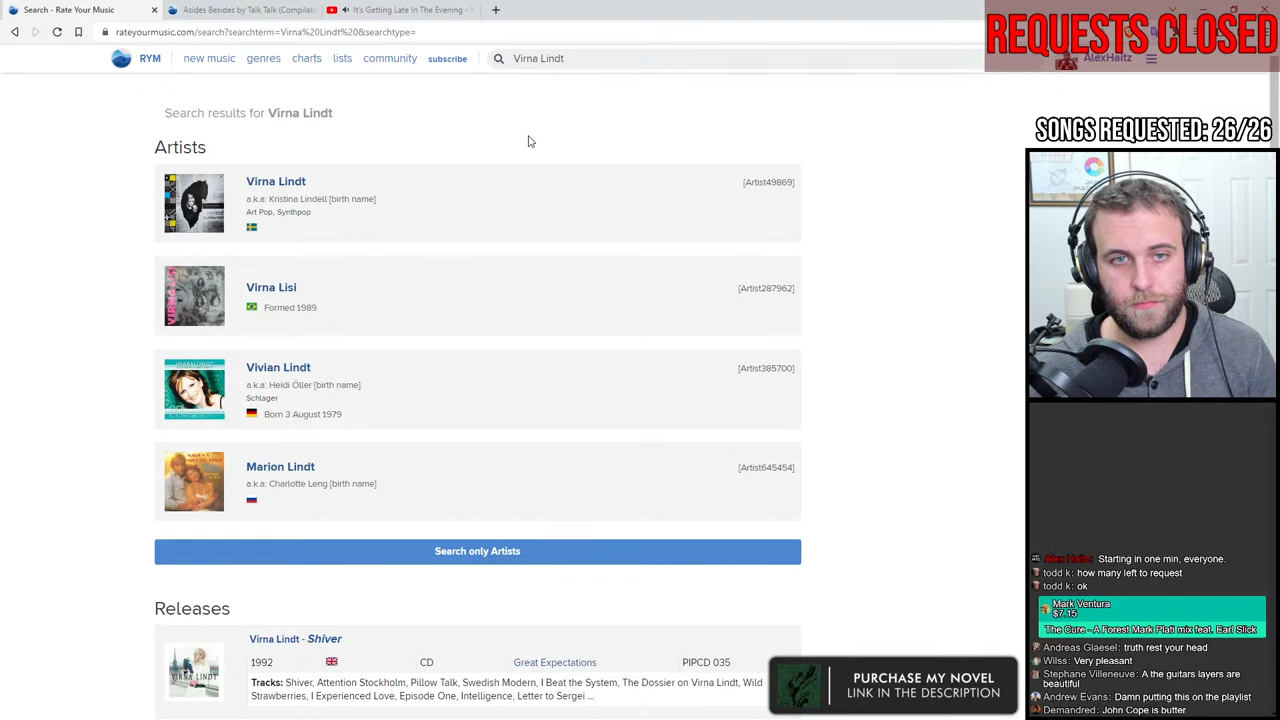 Search - Rate Your Music
Asides Besides by Talk Talk (Compilati
It's Getting Late In The Evening - Y
rateyourmusic.com/search?searchterm=Virna%20Lindt%20&searchtype=
RYM new music genres charts lists community subscribe Virna Lindt
REQUESTS CLOSED
AlexHaitz
Search results for Virna Lindt
SONGS REQUESTED: 26/26
Artists
Virna Lindt [Artist49869]
a.k.a: Kristina Lindell [birth name]
Art Pop, Synthpop
Virna Lisi [Artist287962]
Formed 1989
Vivian Lindt [Artist385700]
a.k.a: Heidi Öller [birth name]
Schlager
Born 3 August 1979
Marion Lindt [Artist645454]
a.k.a: Charlotte Leng [birth name]
Search only Artists
Releases
Virna Lindt - Shiver
1992 CD Great Expectations PIPCD 035
Tracks: Shiver, Attention Stockholm, Pillow Talk, Swedish Modern, I Beat the System, The Dossier on Virna Lindt, Wild
Strawberries, I Experienced Love, Episode One, Intelligence, Letter to Sergei ...
PURCHASE MY NOVEL
LINK IN THE DESCRIPTION
Alex Haitz: Starting in one min, everyone.
todd k: how many left to request
todd k: ok
Mark Ventura
$7.15
The Cure - A Forest Mark Plati mix feat. Earl Slick
Andreas Glaesel: truth rest your head
Wilss: Very pleasant
Stephane Villeneuve: A the guitars layers are
beautiful
Andrew Evans: Damn putting this on the playlist
Demandred: John Cope is butter